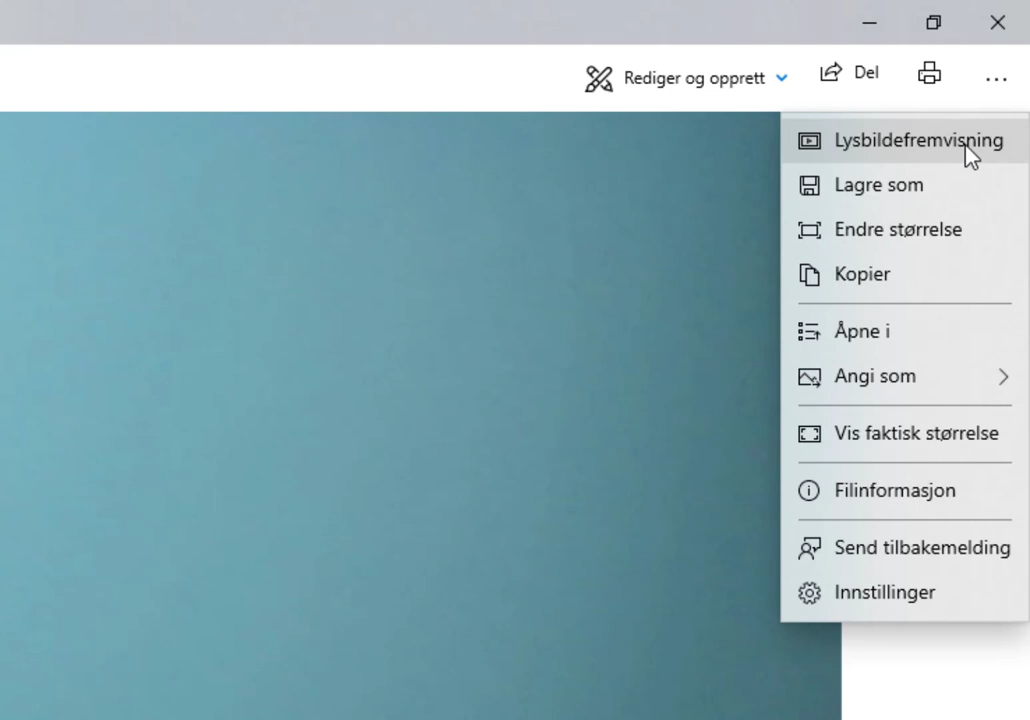 Rediger og opprett
Del
Lysbildefremvisning
Lagre som
Endre størrelse
Kopier
Åpne i
Angi som
Vis faktisk størrelse
Filinformasjon
Send tilbakemelding
Innstillinger